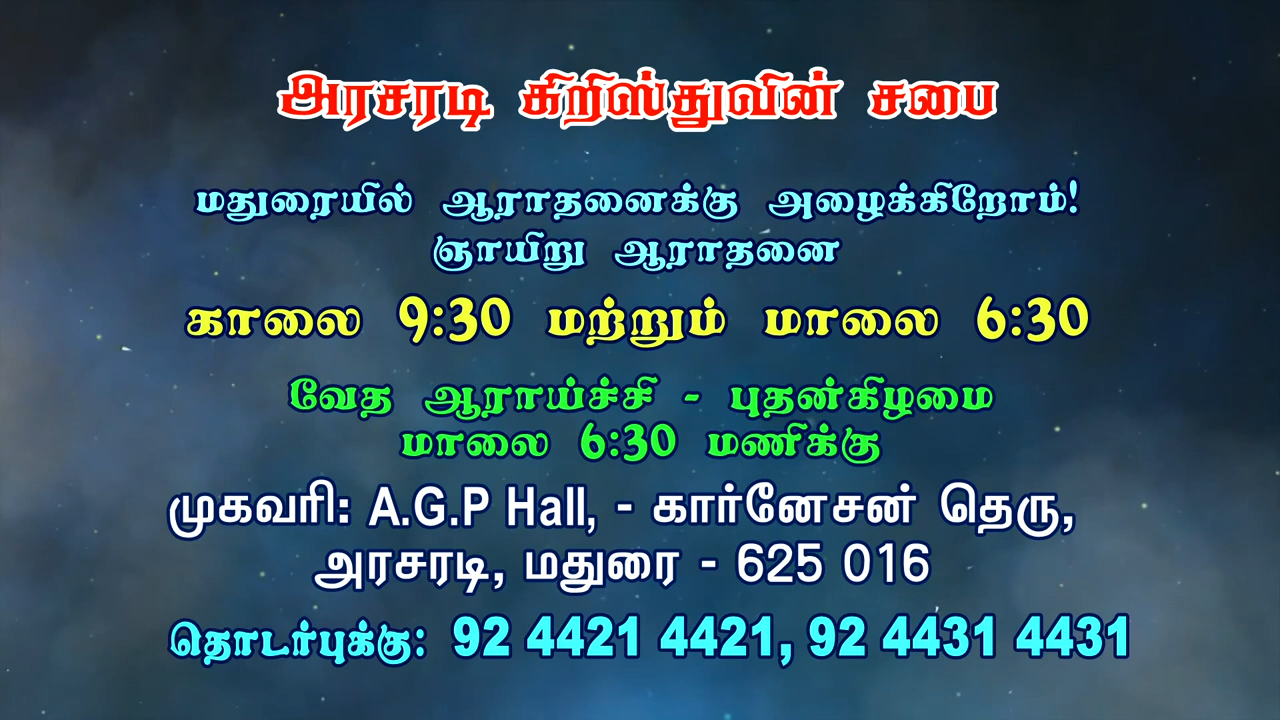 அரசரடி கிறிஸ்துவின் சபை
மதுரையில் ஆராதனைக்கு அழைக்கிறோம்!
ஞாயிறு ஆராதனை
காலை 9:30 மற்றும் மாலை 6:30
வேத ஆராய்ச்சி - புதன்கிழமை
மாலை 6:30 மணிக்கு
முகவரி: A.G.P Hall, - கார்னேசன் தெரு,
அரசரடி, மதுரை - 625 016
தொடர்புக்கு: 92 4421 4421, 92 4431 4431